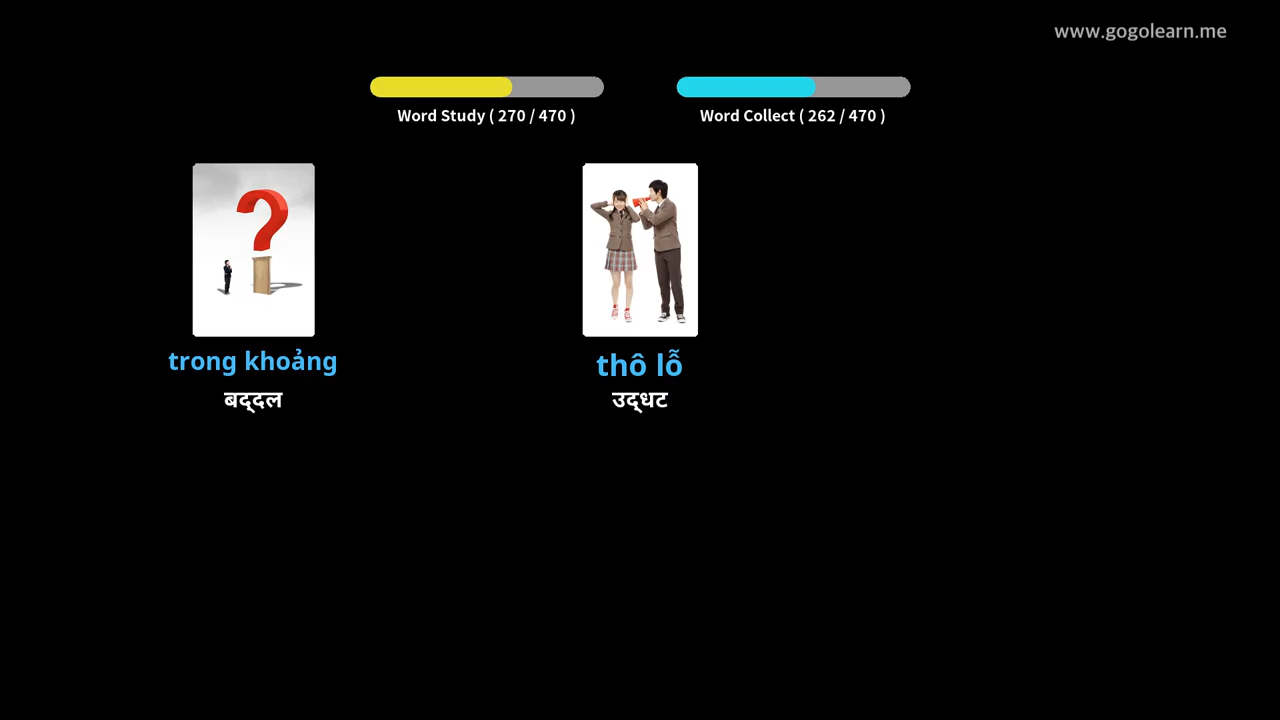 www.gogolearn.me
Word Study ( 270 / 470 )
Word Collect ( 262 / 470 )
trong khoảng
बद्दल
thô lỗ
उद्धट